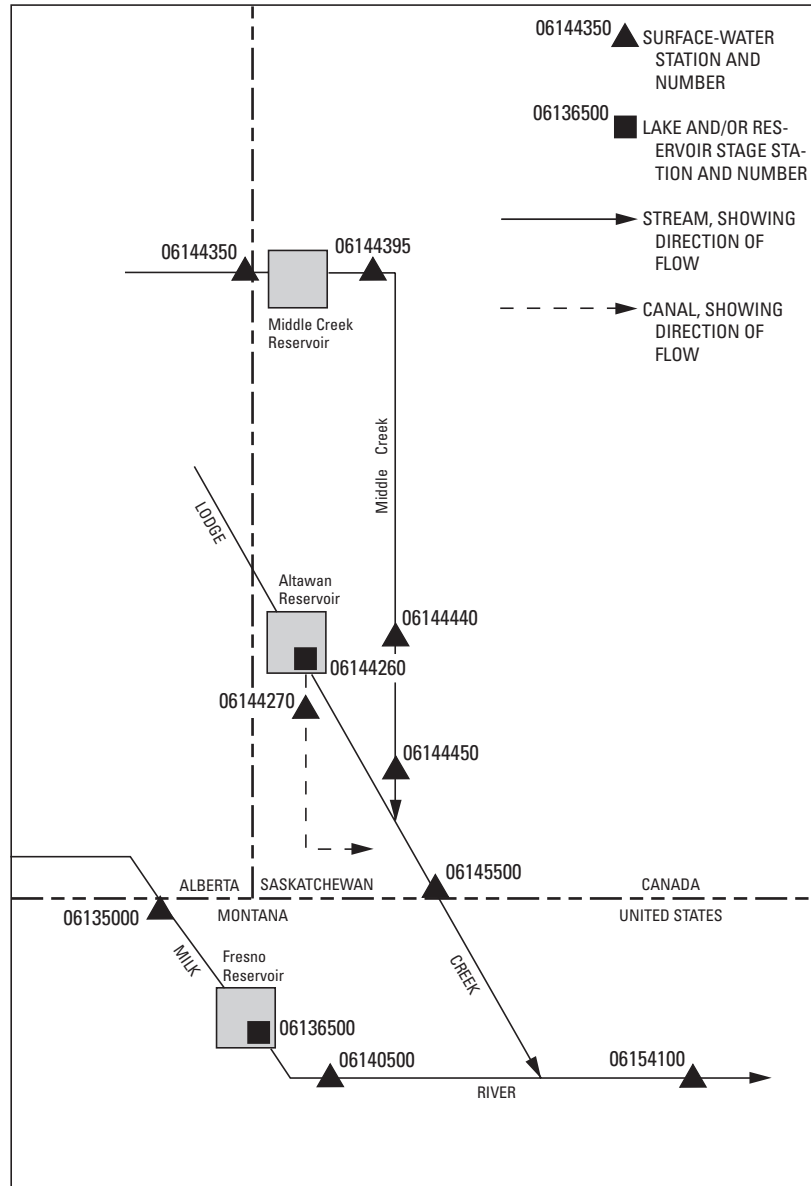 06144350
SURFACE-WATER
STATION AND
NUMBER
06136500
LAKE AND/OR RES-
ERVOIR STAGE STA-
TION AND NUMBER
STREAM, SHOWING
DIRECTION OF
FLOW
CANAL, SHOWING
DIRECTION OF
FLOW
06144350
06144395
Middle Creek
Reservoir
Middle Creek
LODGE
Altawan
Reservoir
06144440
06144260
06144270
06144450
06145500
ALBERTA
SASKATCHEWAN
CANADA
MONTANA
UNITED STATES
06135000
MILK
Fresno
Reservoir
CREEK
06136500
06140500
06154100
RIVER